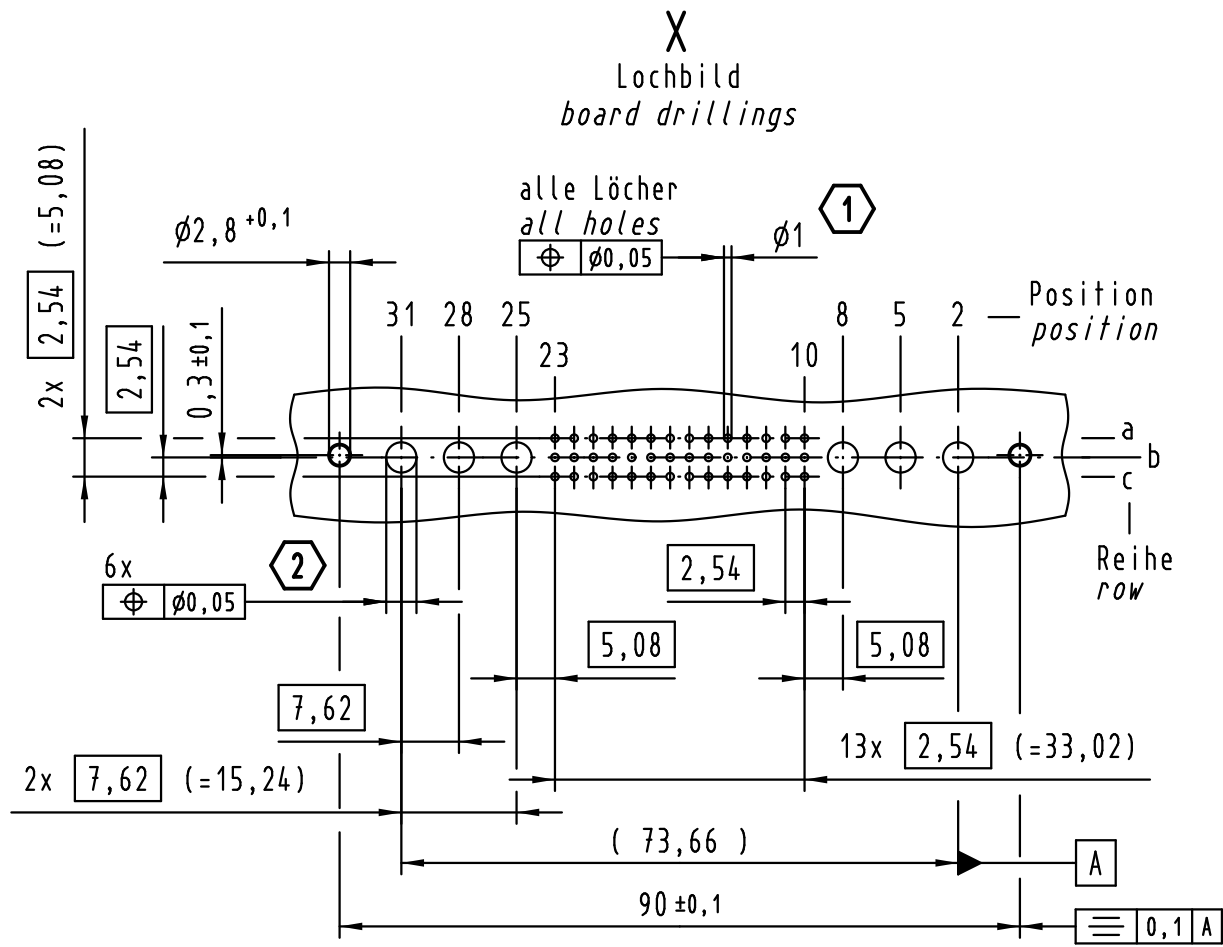 X
Lochbild
board drillings
alle Löcher
all holes
⌖ Ø0,05
Ø1
1
Ø2,8 +0,1
2x 2,54 (=5,08)
2,54
0,3 ±0,1
31 28 25
23
10
8 5 2
Position
position
a
b
c
Reihe
row
6x
⌖ Ø0,05
2
2,54
5,08
5,08
7,62
13x 2,54 (=33,02)
2x 7,62 (=15,24)
( 73,66 )
A
90 ±0,1
⌯ 0,1 A